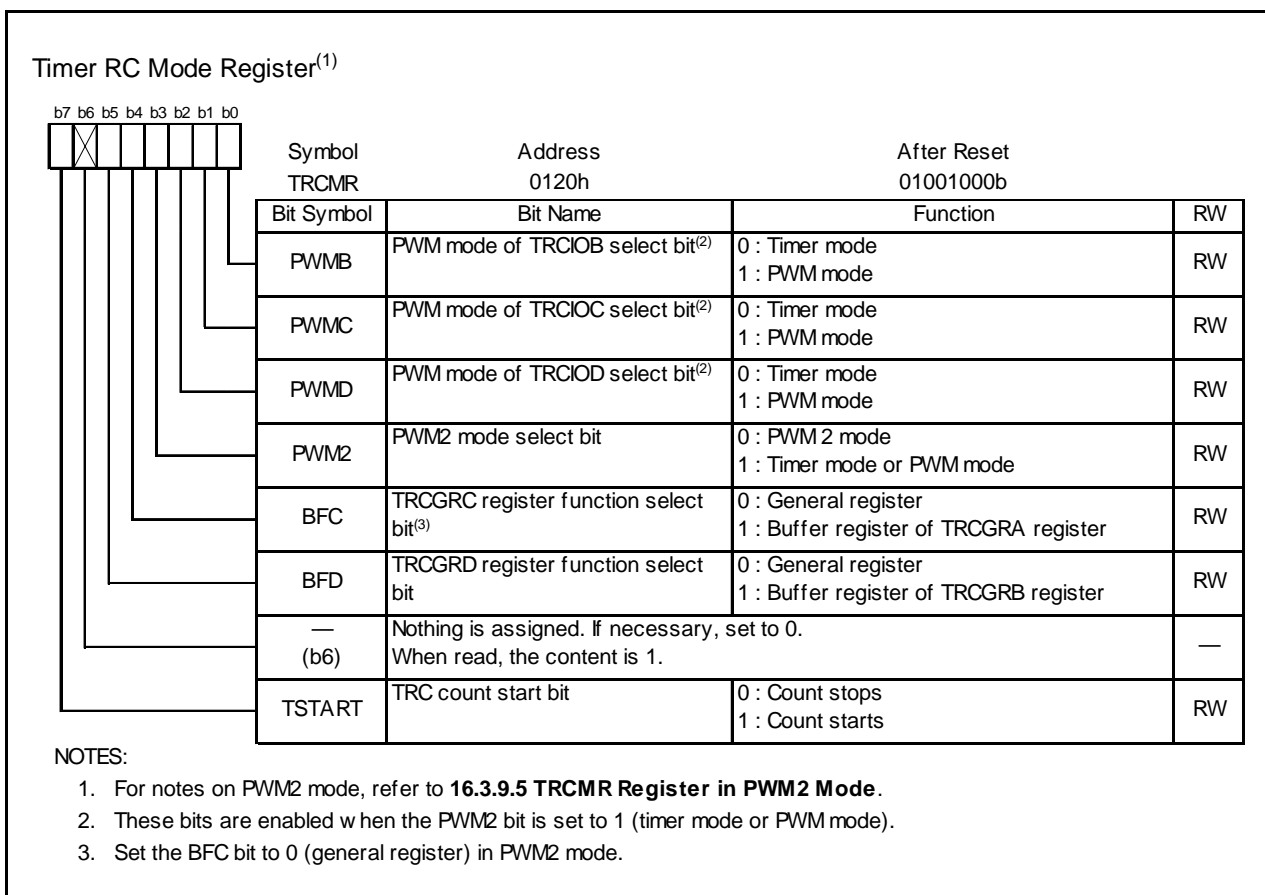 Timer RC Mode Register(1)
b7 b6 b5 b4 b3 b2 b1 b0
Symbol Address After Reset
TRCMR 0120h 01001000b
Bit Symbol Bit Name Function RW
PWMB PWM mode of TRCIOB select bit(2) 0 : Timer mode RW
1 : PWM mode
PWMC PWM mode of TRCIOC select bit(2) 0 : Timer mode RW
1 : PWM mode
PWMD PWM mode of TRCIOD select bit(2) 0 : Timer mode RW
1 : PWM mode
PWM2 PWM2 mode select bit 0 : PWM 2 mode RW
1 : Timer mode or PWM mode
BFC TRCGRC register function select 0 : General register RW
bit(3) 1 : Buffer register of TRCGRA register
BFD TRCGRD register function select 0 : General register RW
bit 1 : Buffer register of TRCGRB register
— Nothing is assigned. If necessary, set to 0. —
(b6) When read, the content is 1.
TSTART TRC count start bit 0 : Count stops RW
1 : Count starts
NOTES:
1. For notes on PWM2 mode, refer to 16.3.9.5 TRCMR Register in PWM2 Mode.
2. These bits are enabled when the PWM2 bit is set to 1 (timer mode or PWM mode).
3. Set the BFC bit to 0 (general register) in PWM2 mode.